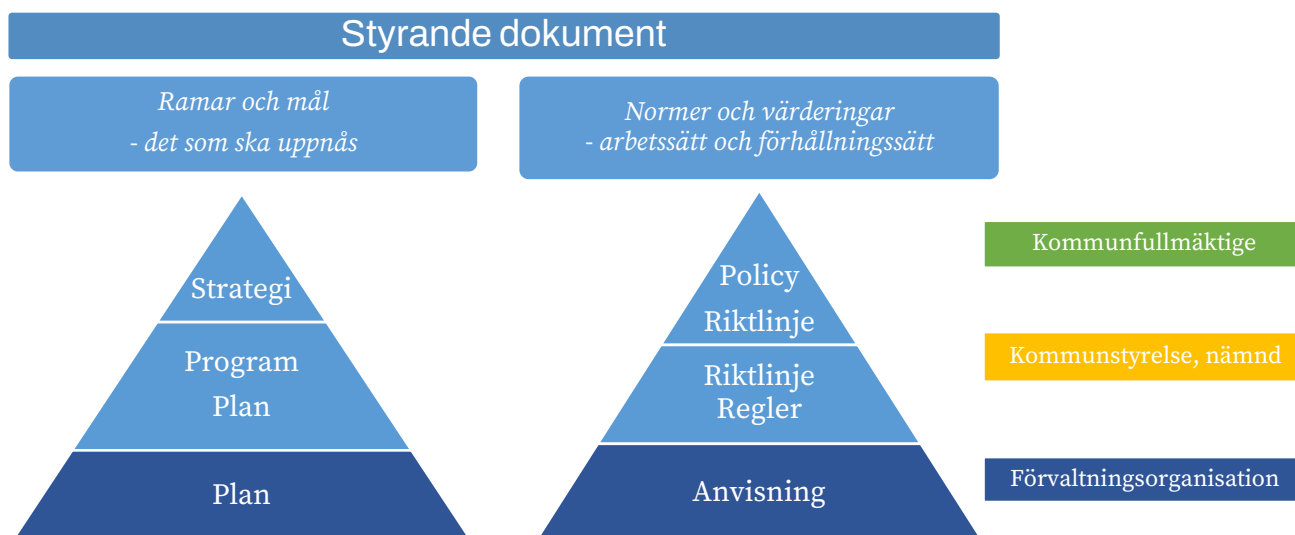 Styrande dokument
Ramar och mål
- det som ska uppnås
Normer och värderingar
- arbetssätt och förhållningssätt
Strategi
Program
Plan
Plan
Policy
Riktlinje
Riktlinje
Regler
Anvisning
Kommunfullmäktige
Kommunstyrelse, nämnd
Förvaltningsorganisation